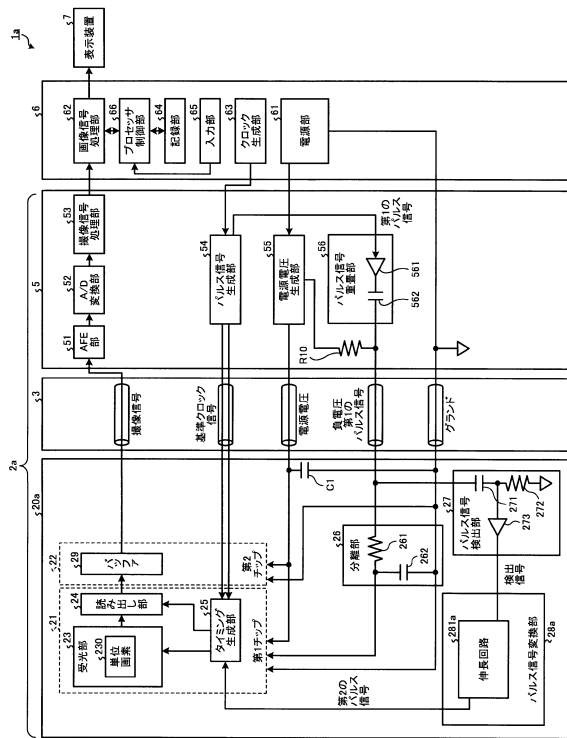 1a
表示装置
7
6
62
画像信号
処理部
66
プロセッサ
制御部
64
記録部
65
入力部
63
クロック
生成部
61
電源部
2a
5
53
撮像信号
処理部
52
A/D
変換部
51
AFE
部
54
パルス信号
生成部
55
電源電圧
生成部
第1の
パルス
信号
56
パルス信号
重畳部
561
562
R10
3
撮像信号
基準クロック
信号
電源電圧
負電圧
第1の
パルス信号
グランド
20a
C1
22
29
バッファ
第2
チップ
21
24
読み出し部
23
受光部
230
単位
画素
25
タイミング
生成部
第1チップ
26
分離部
261
262
27
パルス信号
検出部
271
272
273
検出信号
第2の
パルス
信号
281a
伸長回路
パルス信号変換部
28a